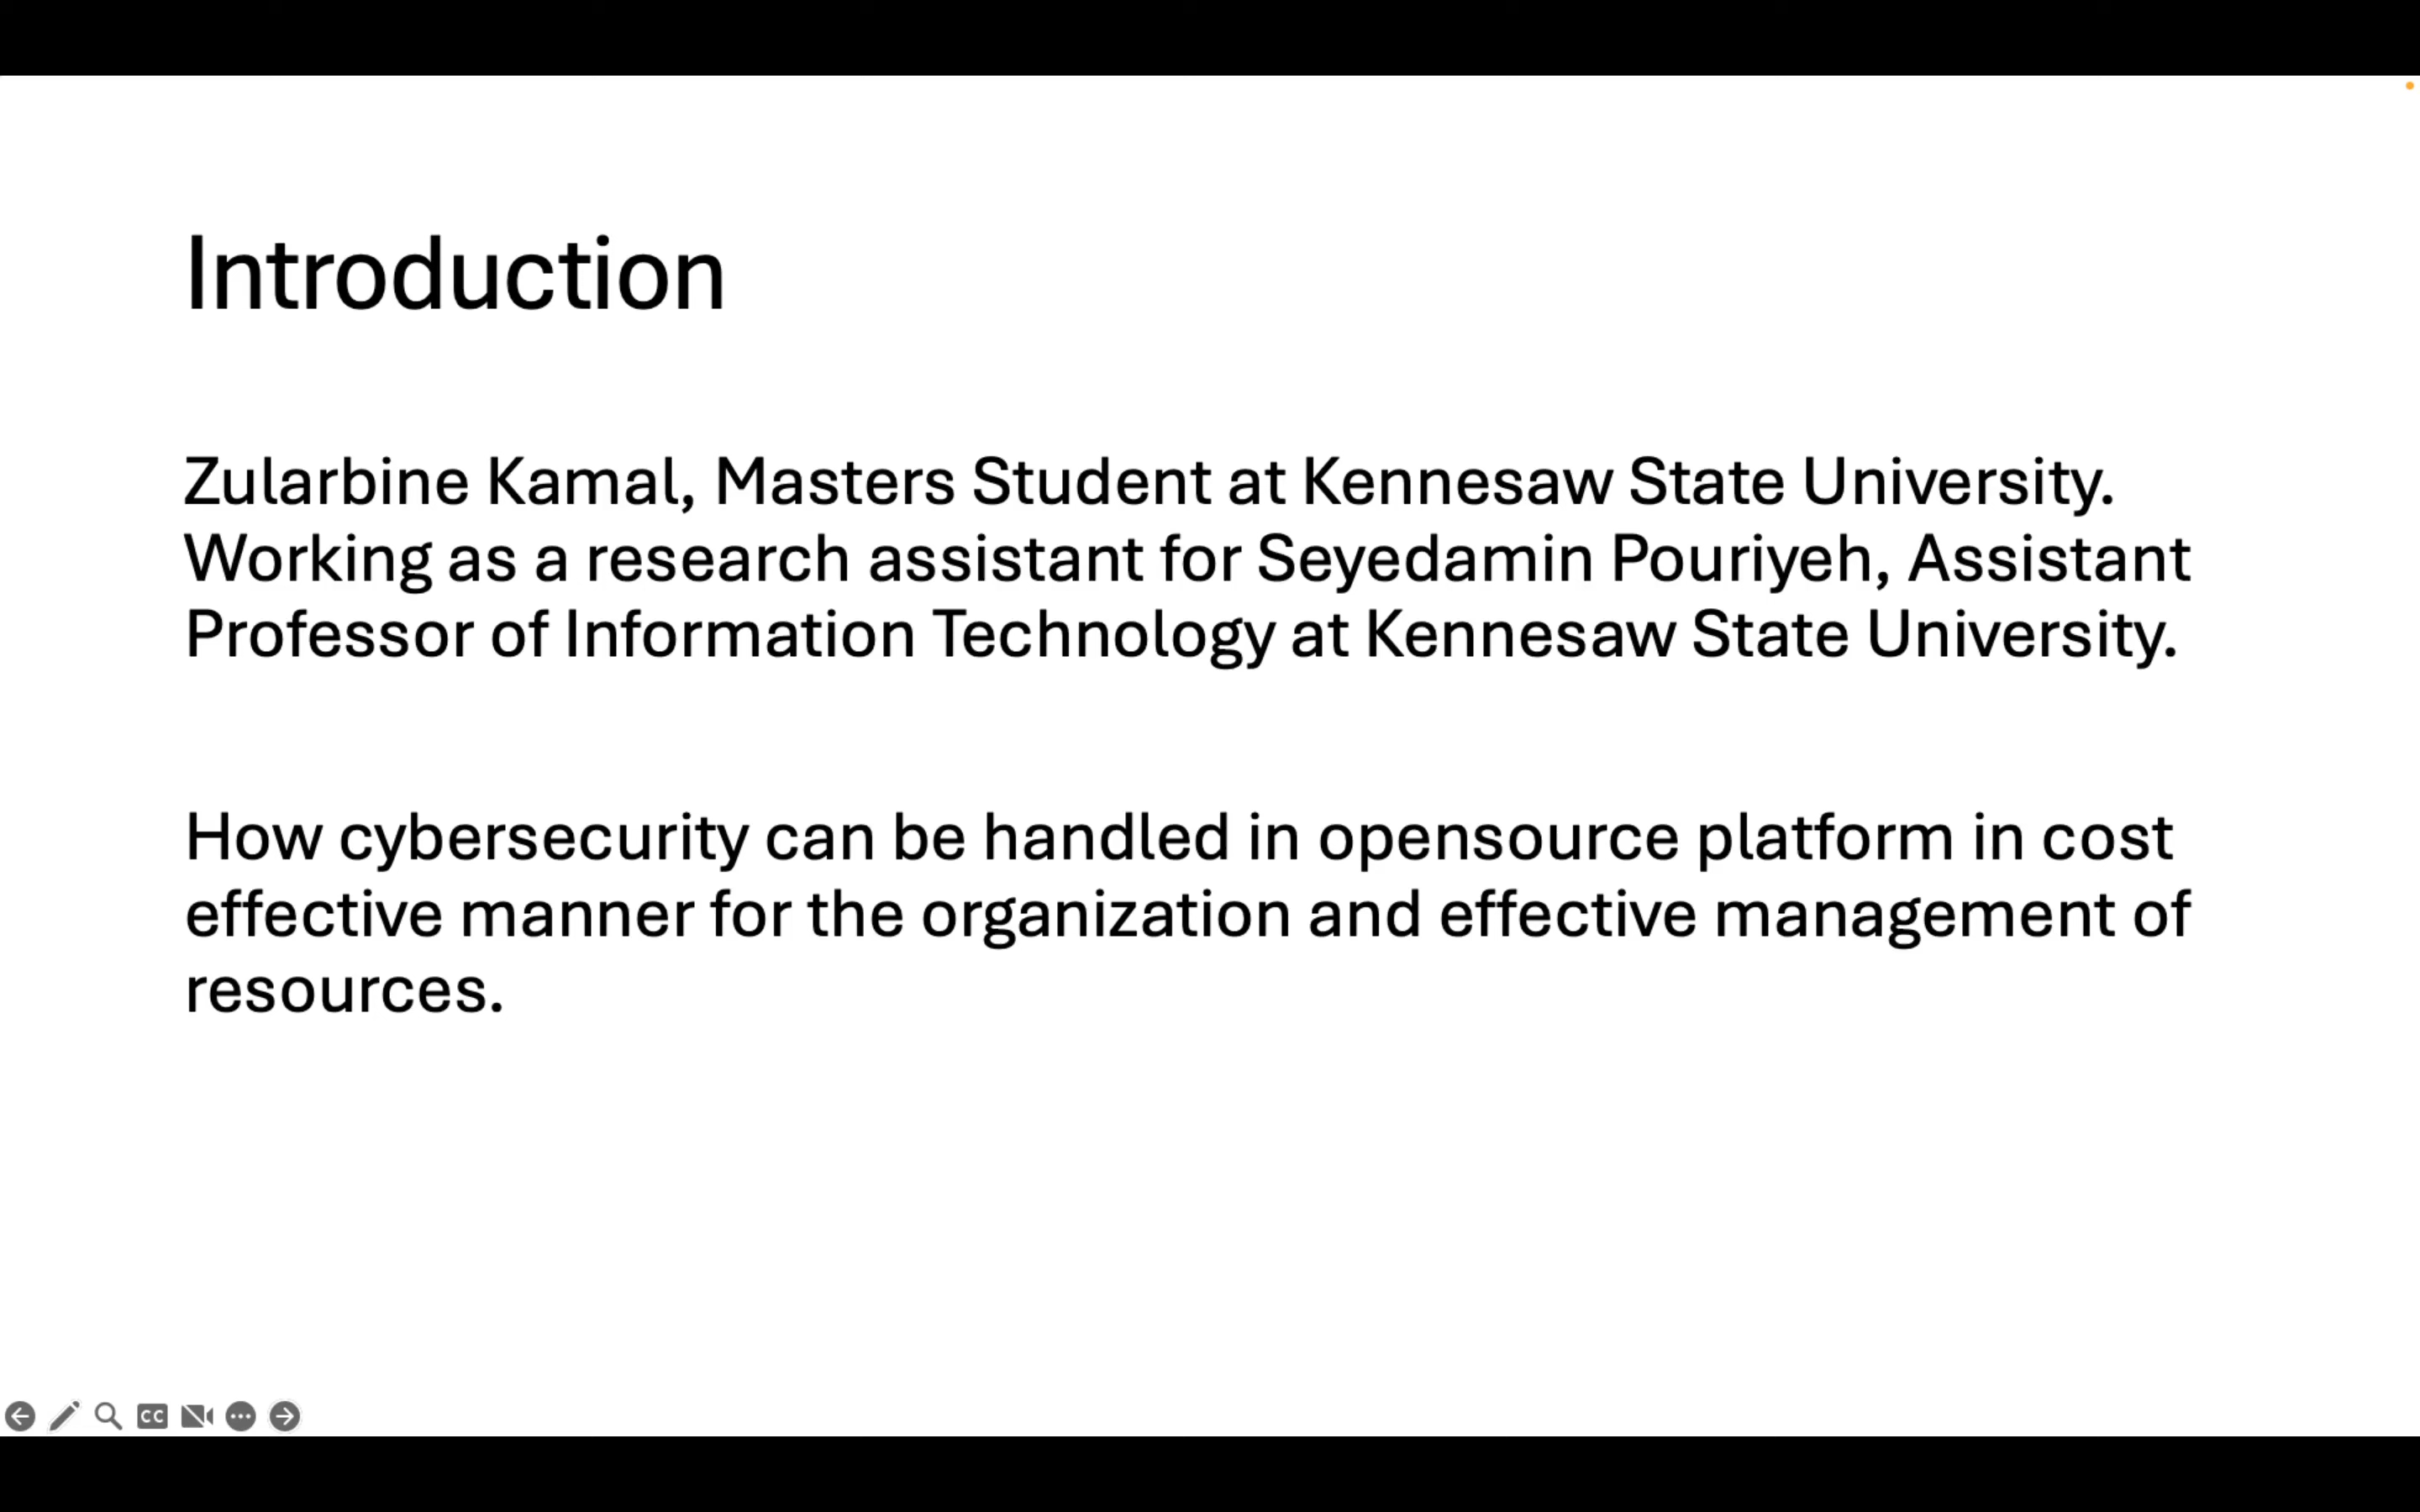 Introduction
Zularbine Kamal, Masters Student at Kennesaw State University.
Working as a research assistant for Seyedamin Pouriyeh, Assistant
Professor of Information Technology at Kennesaw State University.
How cybersecurity can be handled in opensource platform in cost
effective manner for the organization and effective management of
resources.
CC